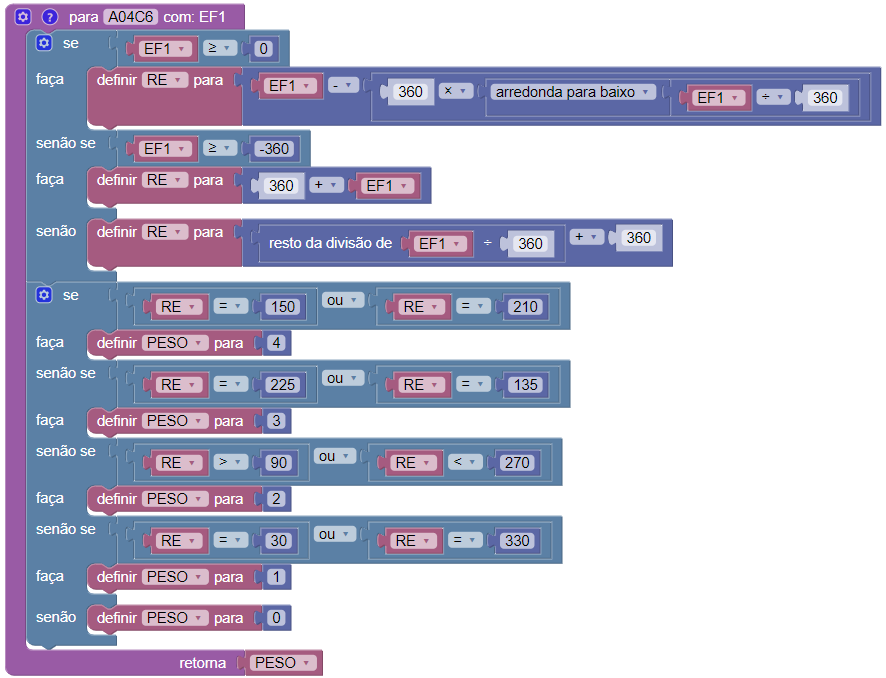 para A04C6 com: EF1
se EF1 ≥ 0
faça definir RE para EF1 - 360 × arredonda para baixo EF1 ÷ 360
senão se EF1 ≥ -360
faça definir RE para 360 + EF1
senão definir RE para resto da divisão de EF1 ÷ 360 + 360
se RE = 150 ou RE = 210
faça definir PESO para 4
senão se RE = 225 ou RE = 135
faça definir PESO para 3
senão se RE > 90 ou RE < 270
faça definir PESO para 2
senão se RE = 30 ou RE = 330
faça definir PESO para 1
senão definir PESO para 0
retorna PESO